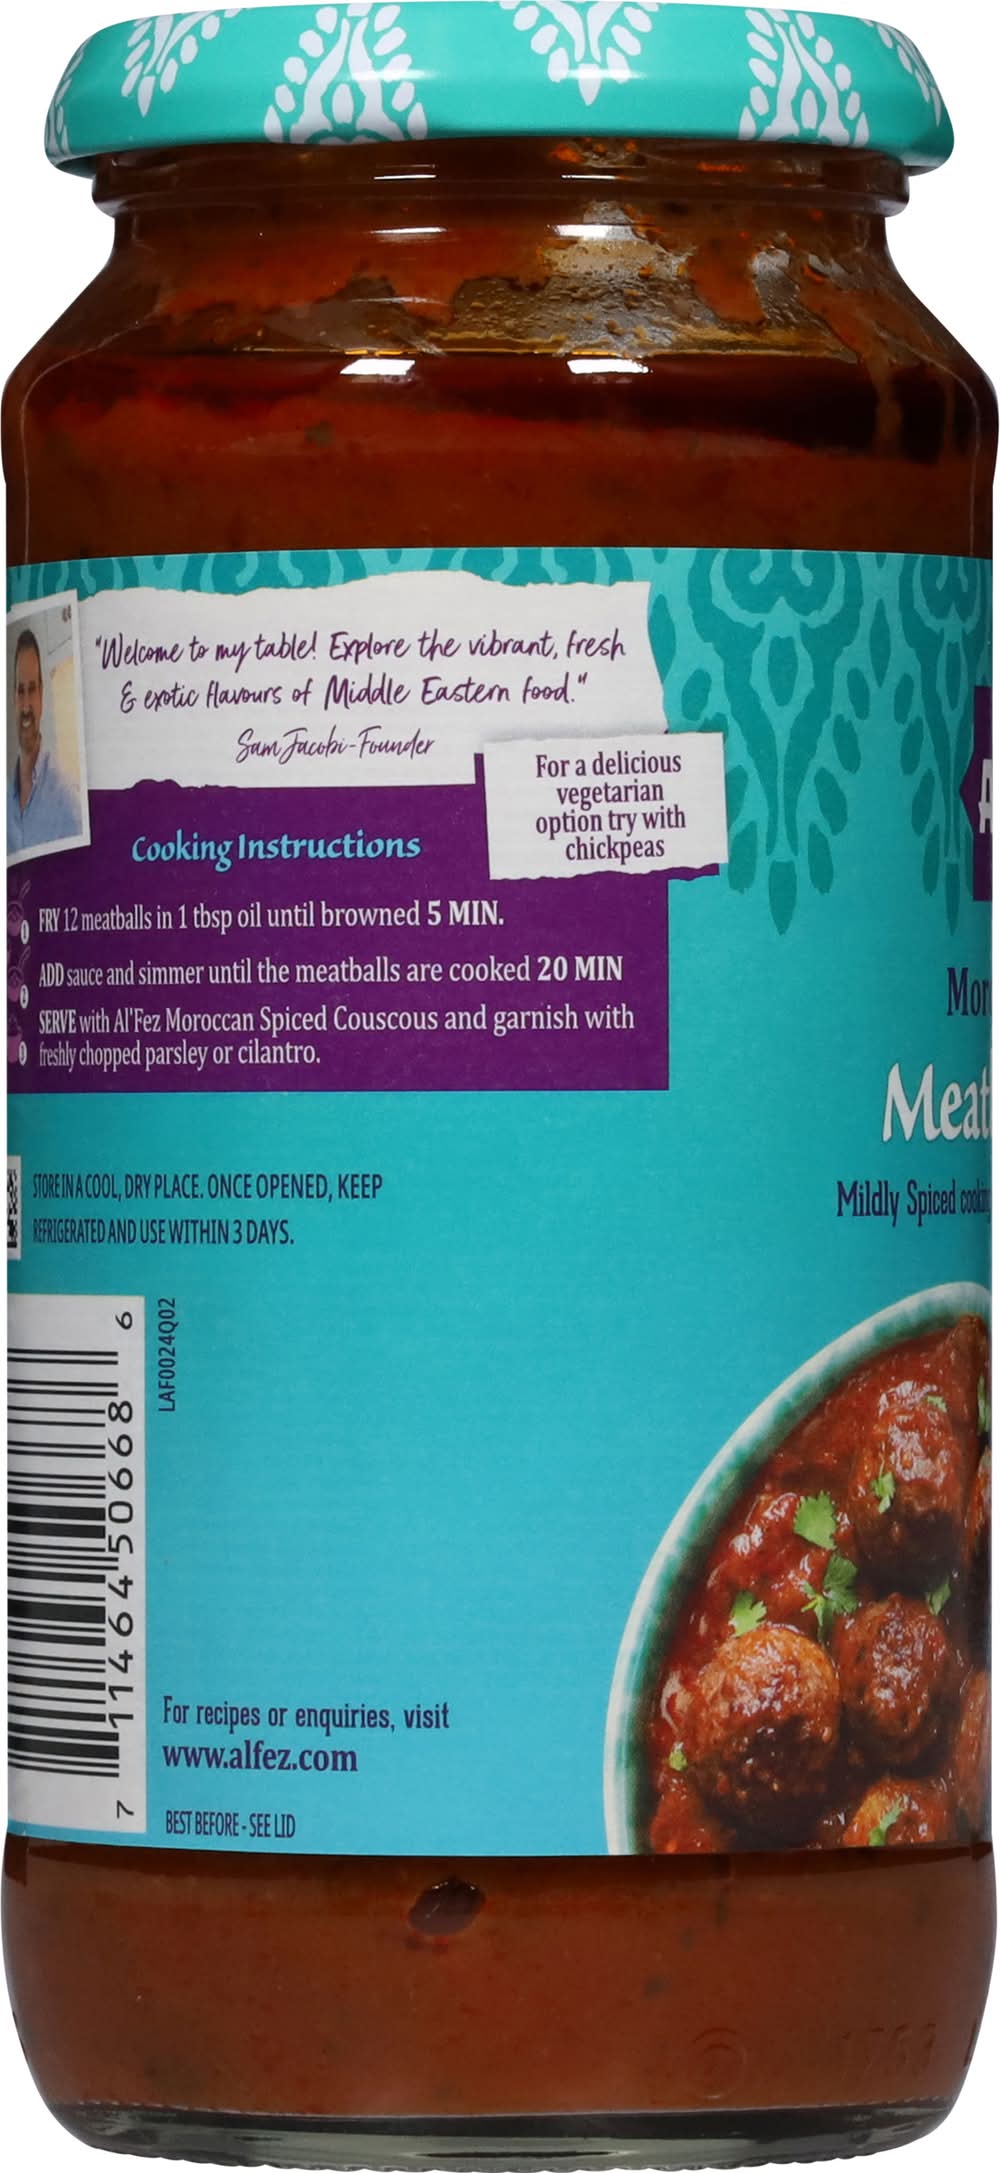 "Welcome to my table! Explore the vibrant, fresh
& exotic flavours of Middle Eastern food."
Sam Jacobi - Founder
For a delicious
vegetarian
option try with
chickpeas
Cooking Instructions
1 FRY 12 meatballs in 1 tbsp oil until browned 5 MIN.
2 ADD sauce and simmer until the meatballs are cooked 20 MIN
3 SERVE with Al'Fez Moroccan Spiced Couscous and garnish with
freshly chopped parsley or cilantro.
STORE IN A COOL, DRY PLACE. ONCE OPENED, KEEP
REFRIGERATED AND USE WITHIN 3 DAYS.
7 11464 50668 6
LAF0024Q02
For recipes or enquiries, visit
www.alfez.com
BEST BEFORE - SEE LID
A
Mor
Meat
Mildly Spiced cooking